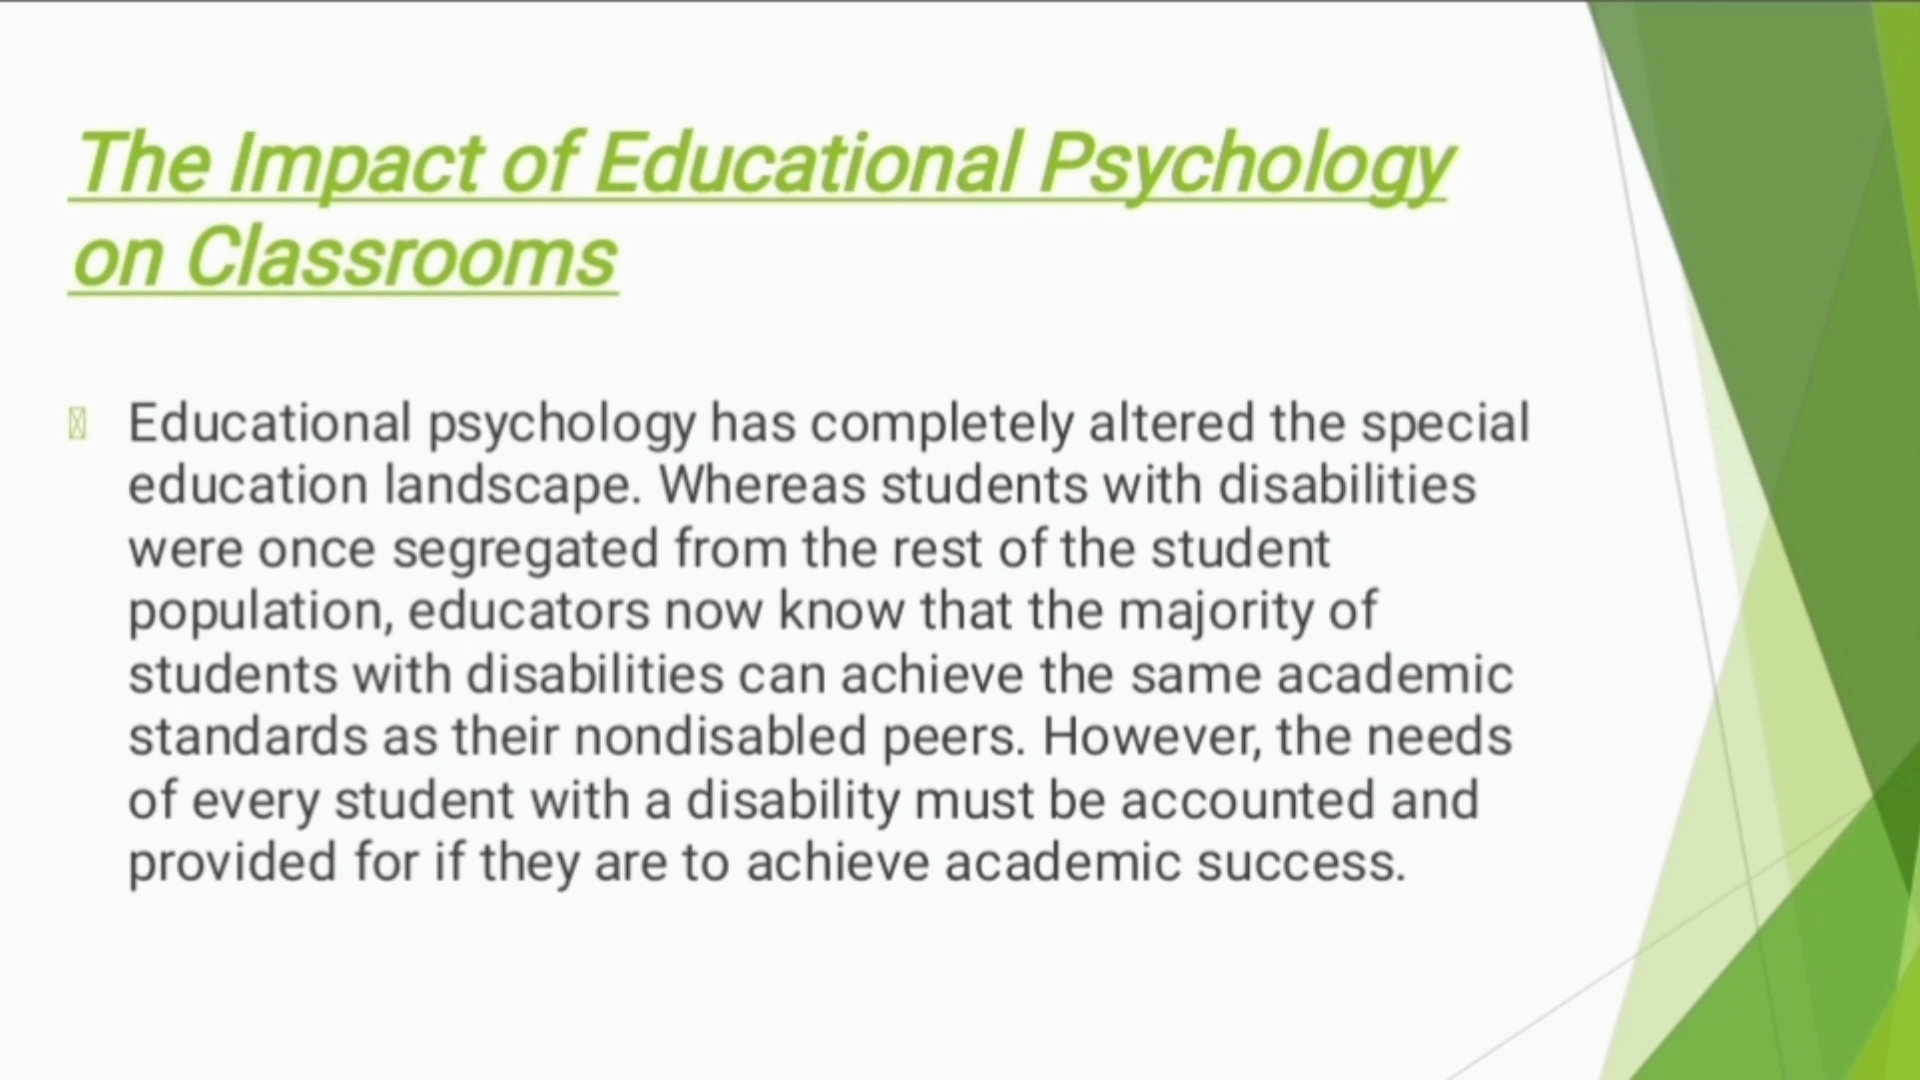 The Impact of Educational Psychology
on Classrooms
Educational psychology has completely altered the special
education landscape. Whereas students with disabilities
were once segregated from the rest of the student
population, educators now know that the majority of
students with disabilities can achieve the same academic
standards as their nondisabled peers. However, the needs
of every student with a disability must be accounted and
provided for if they are to achieve academic success.